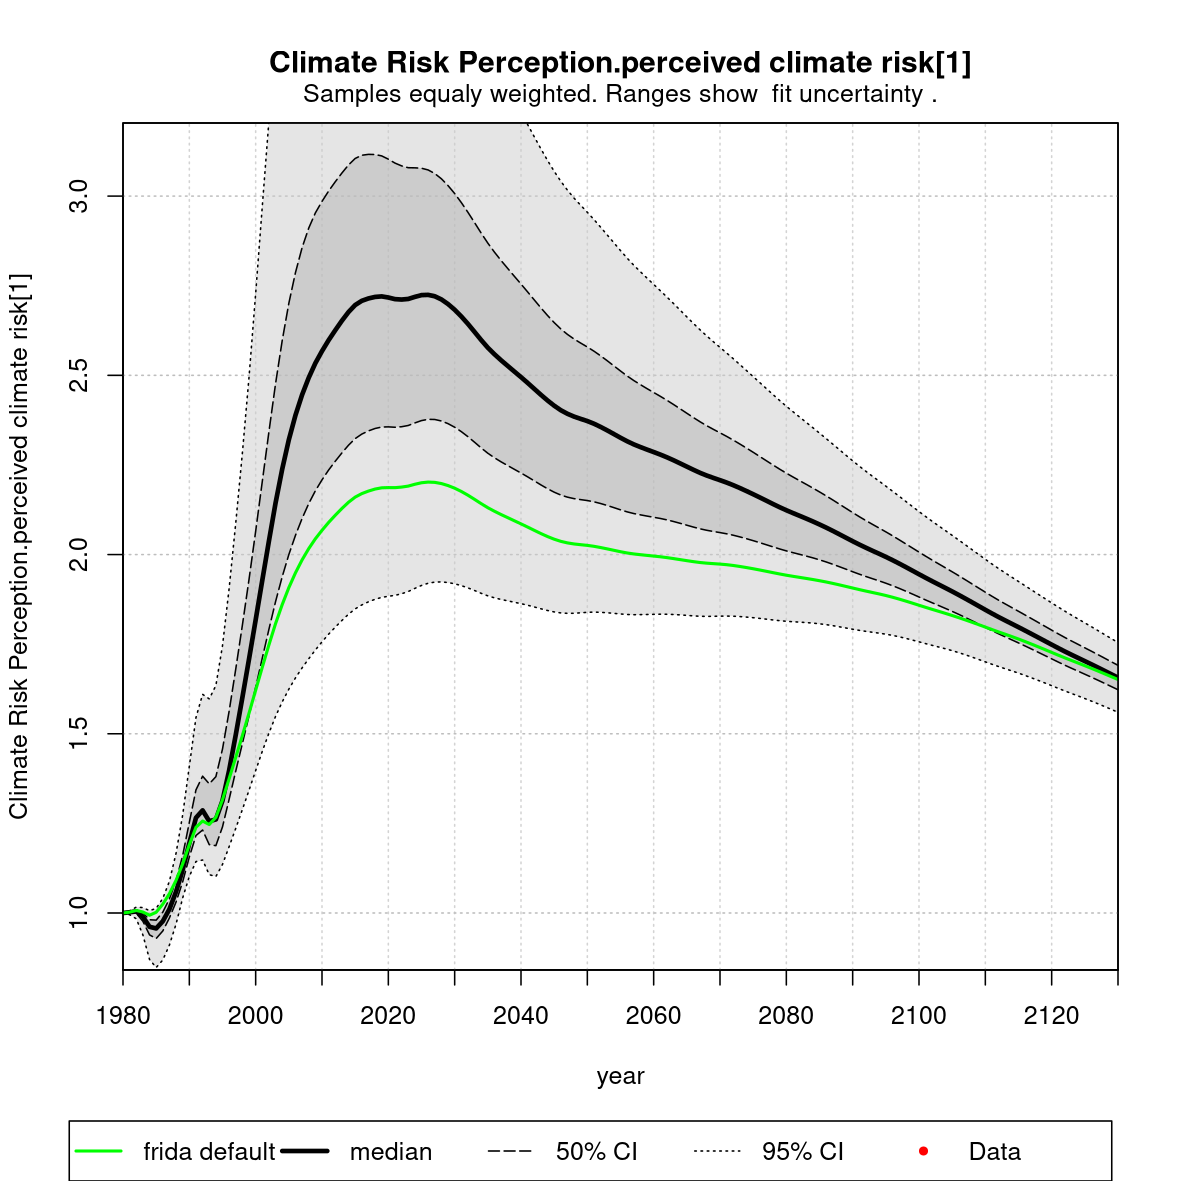 Climate Risk Perception.perceived climate risk[1]
Samples equaly weighted. Ranges show  fit uncertainty .
Climate Risk Perception.perceived climate risk[1]
3.0
2.5
2.0
1.5
1.0
1980 2000 2020 2040 2060 2080 2100 2120
year
frida default median 50% CI 95% CI Data